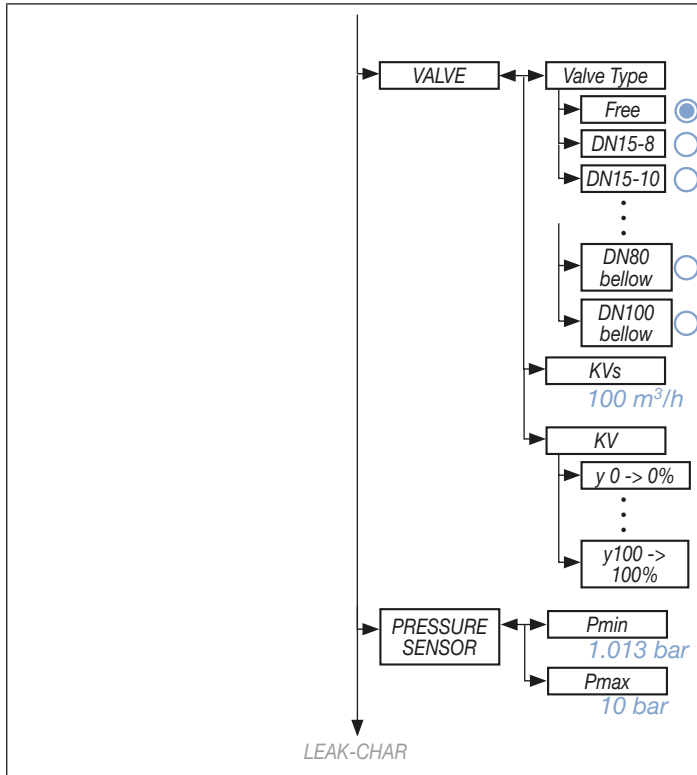 VALVE
Valve Type
Free
DN15-8
DN15-10
DN80
bellow
DN100
bellow
KVs
100 m³/h
KV
y 0 -> 0%
y100 ->
100%
PRESSURE
SENSOR
Pmin
1.013 bar
Pmax
10 bar
LEAK-CHAR